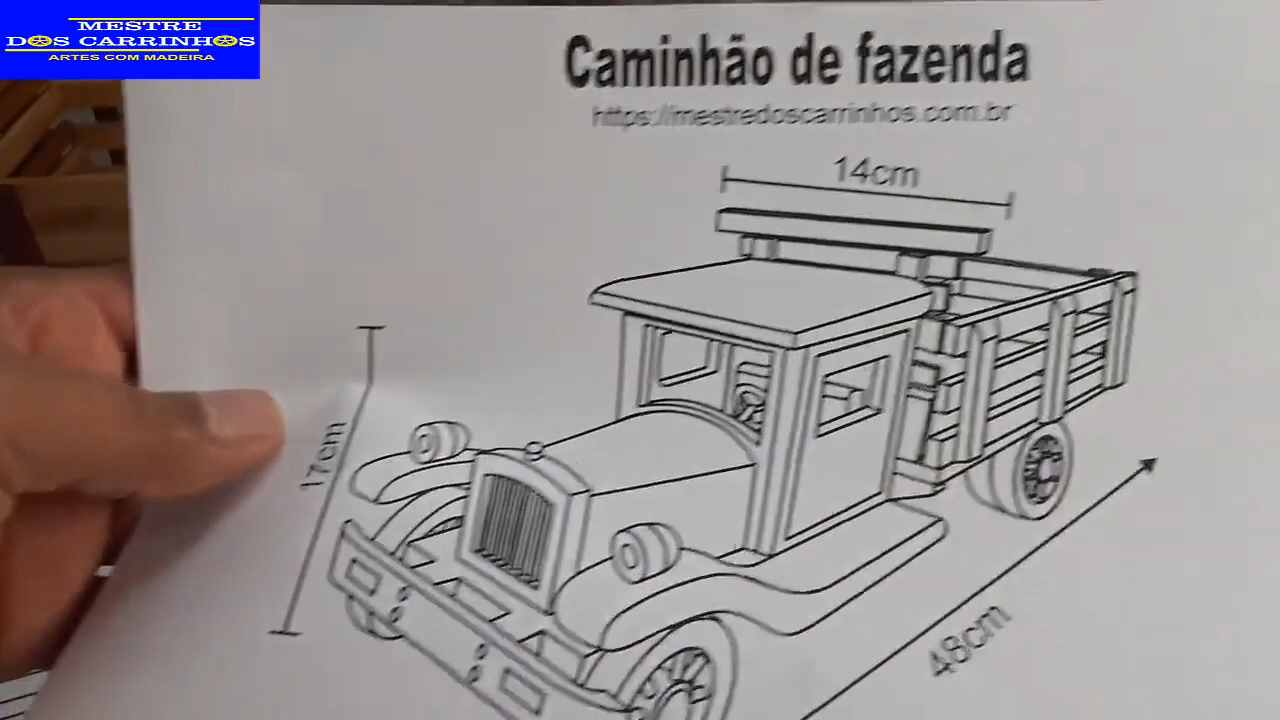 MESTRE
DOS CARRINHOS
ARTES COM MADEIRA
Caminhão de fazenda
https://mestredoscarrinhos.com.br
14cm
17cm
48cm